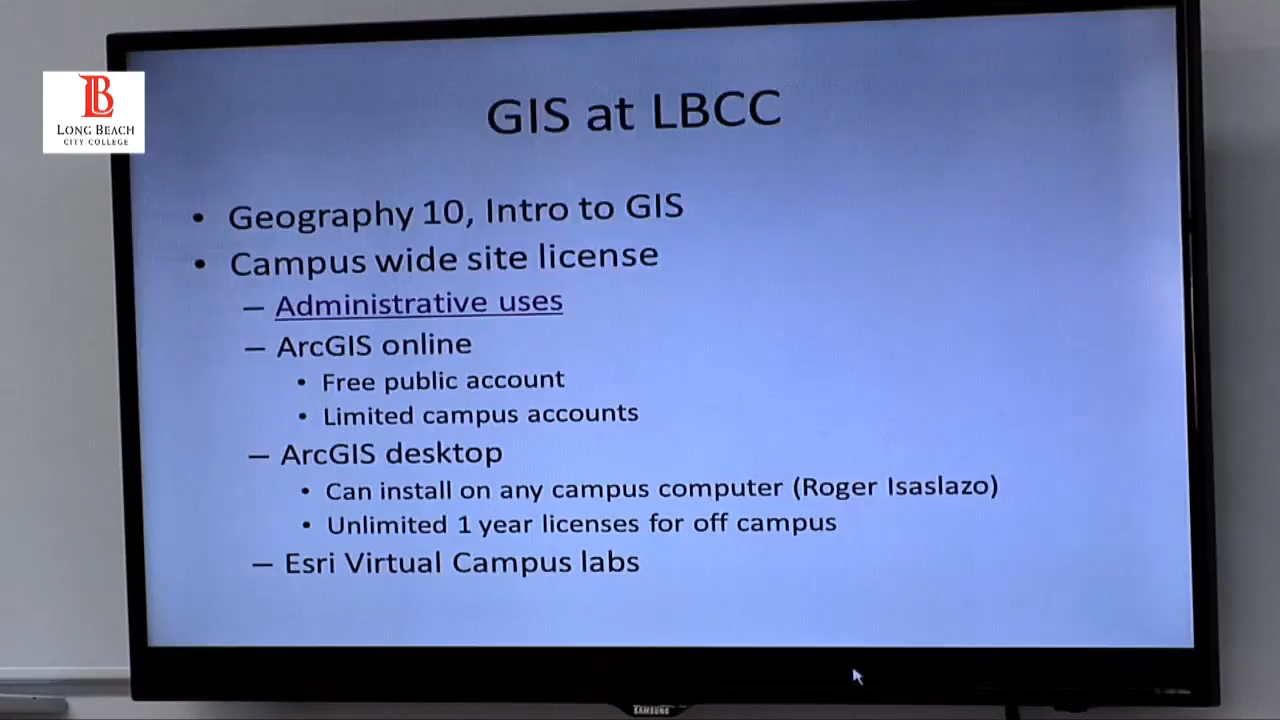 LB
LONG BEACH
CITY COLLEGE
GIS at LBCC
• Geography 10, Intro to GIS
• Campus wide site license
– Administrative uses
– ArcGIS online
• Free public account
• Limited campus accounts
– ArcGIS desktop
• Can install on any campus computer (Roger Isaslazo)
• Unlimited 1 year licenses for off campus
– Esri Virtual Campus labs
SAMSUNG